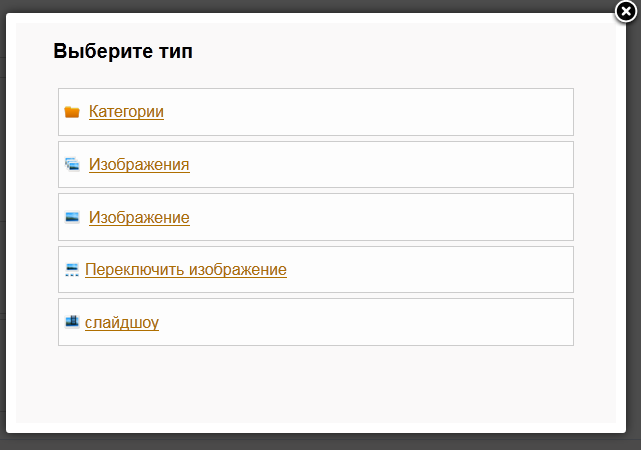 Выберите тип
Категории
Изображения
Изображение
Переключить изображение
слайдшоу